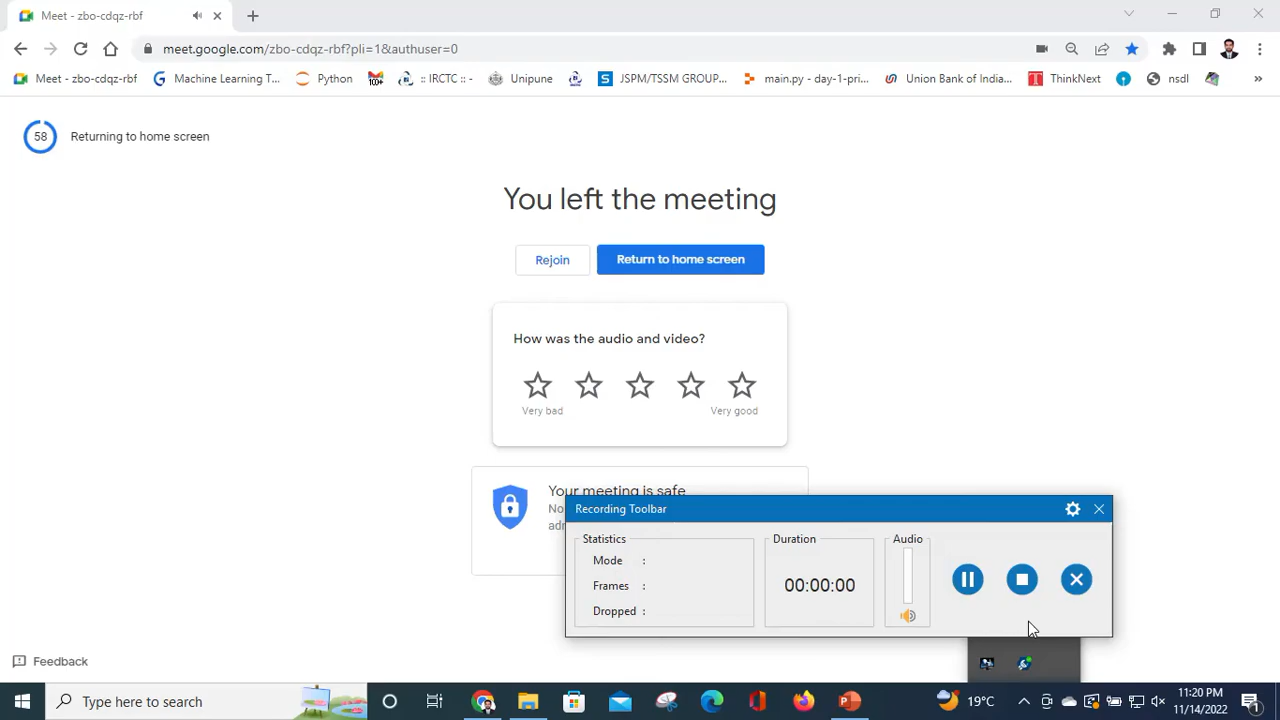 Meet - zbo-cdqz-rbf
meet.google.com/zbo-cdqz-rbf?pli=1&authuser=0
Meet - zbo-cdqz-rbf Machine Learning T... Python 100+ :: IRCTC :: - Unipune JSPM/TSSM GROUP... main.py - day-1-pri... Union Bank of India... ThinkNext nsdl »
58 Returning to home screen
You left the meeting
Rejoin Return to home screen
How was the audio and video?
Very bad Very good
Your meeting is safe
No
adm
Recording Toolbar
Statistics Duration Audio
Mode :
Frames :
Dropped :
00:00:00
Feedback
Type here to search
19°C
11:20 PM
11/14/2022
1